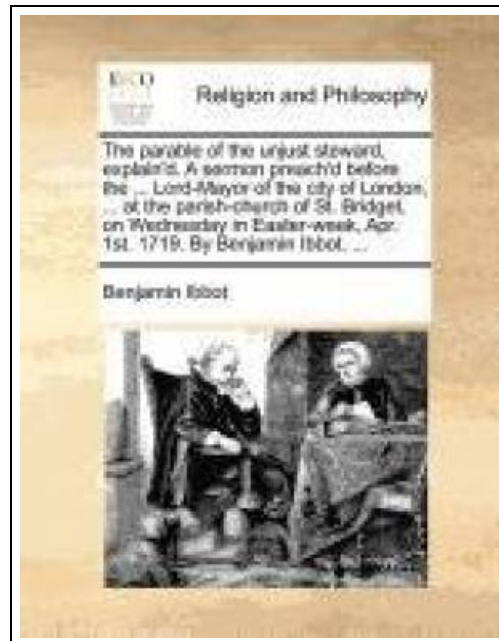 ECCO
Religion and Philosophy
The parable of the unjust steward,
explain'd. A sermon preach'd before
the ... Lord-Mayor of the city of London,
... at the parish-church of St. Bridget,
on Wednesday in Easter-week, Apr.
1st. 1719. By Benjamin Ibbot. ...
Benjamin Ibbot